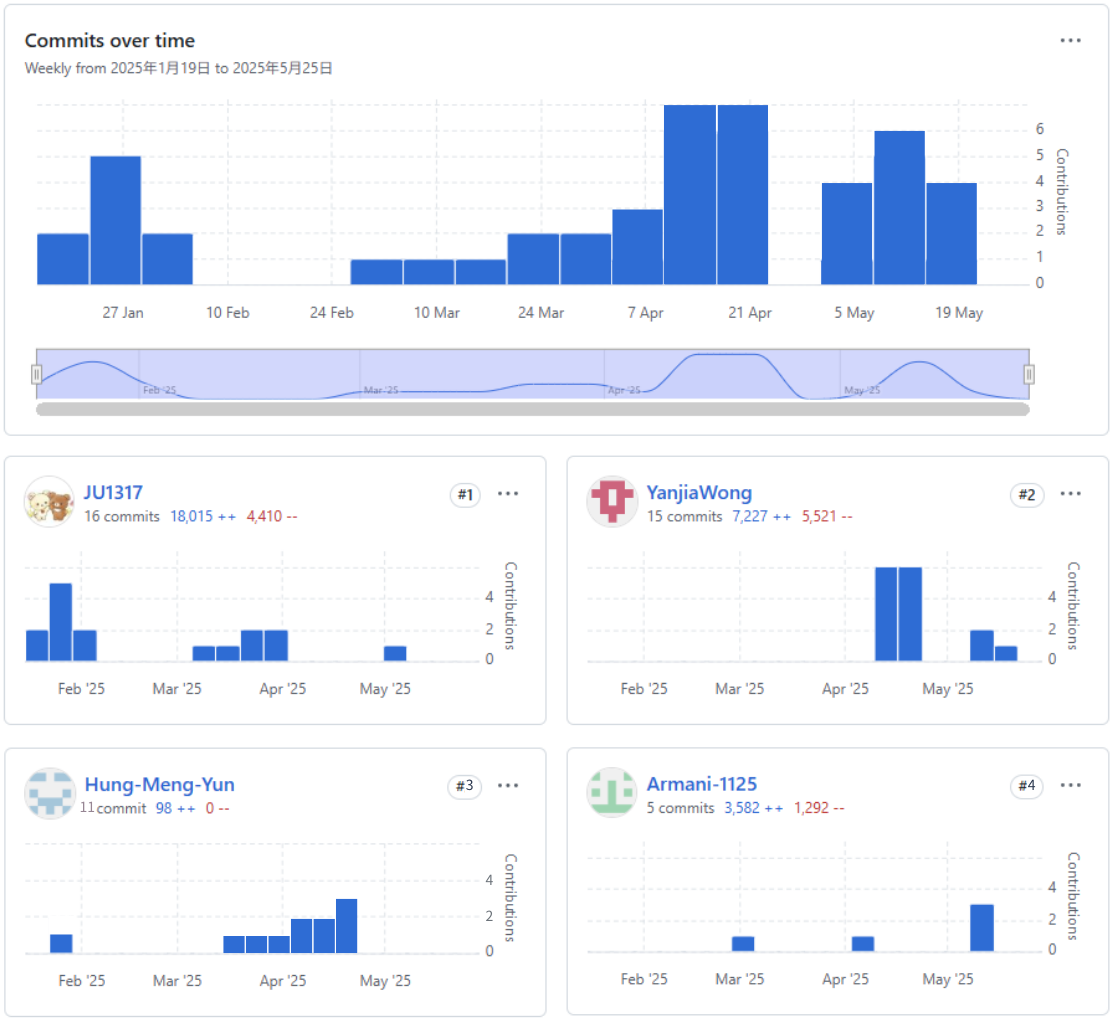 Commits over time
Weekly from 2025年1月19日 to 2025年5月25日
6
5
4
3
2
1
0
Contributions
27 Jan 10 Feb 24 Feb 10 Mar 24 Mar 7 Apr 21 Apr 5 May 19 May
Feb '25 Mar '25 Apr '25 May '25
JU1317 #1
16 commits 18,015 ++ 4,410 --
4
2
0
Contributions
Feb '25 Mar '25 Apr '25 May '25
YanjiaWong #2
15 commits 7,227 ++ 5,521 --
4
2
0
Contributions
Feb '25 Mar '25 Apr '25 May '25
Hung-Meng-Yun #3
11 commit 98 ++ 0 --
4
2
0
Contributions
Feb '25 Mar '25 Apr '25 May '25
Armani-1125 #4
5 commits 3,582 ++ 1,292 --
4
2
0
Contributions
Feb '25 Mar '25 Apr '25 May '25